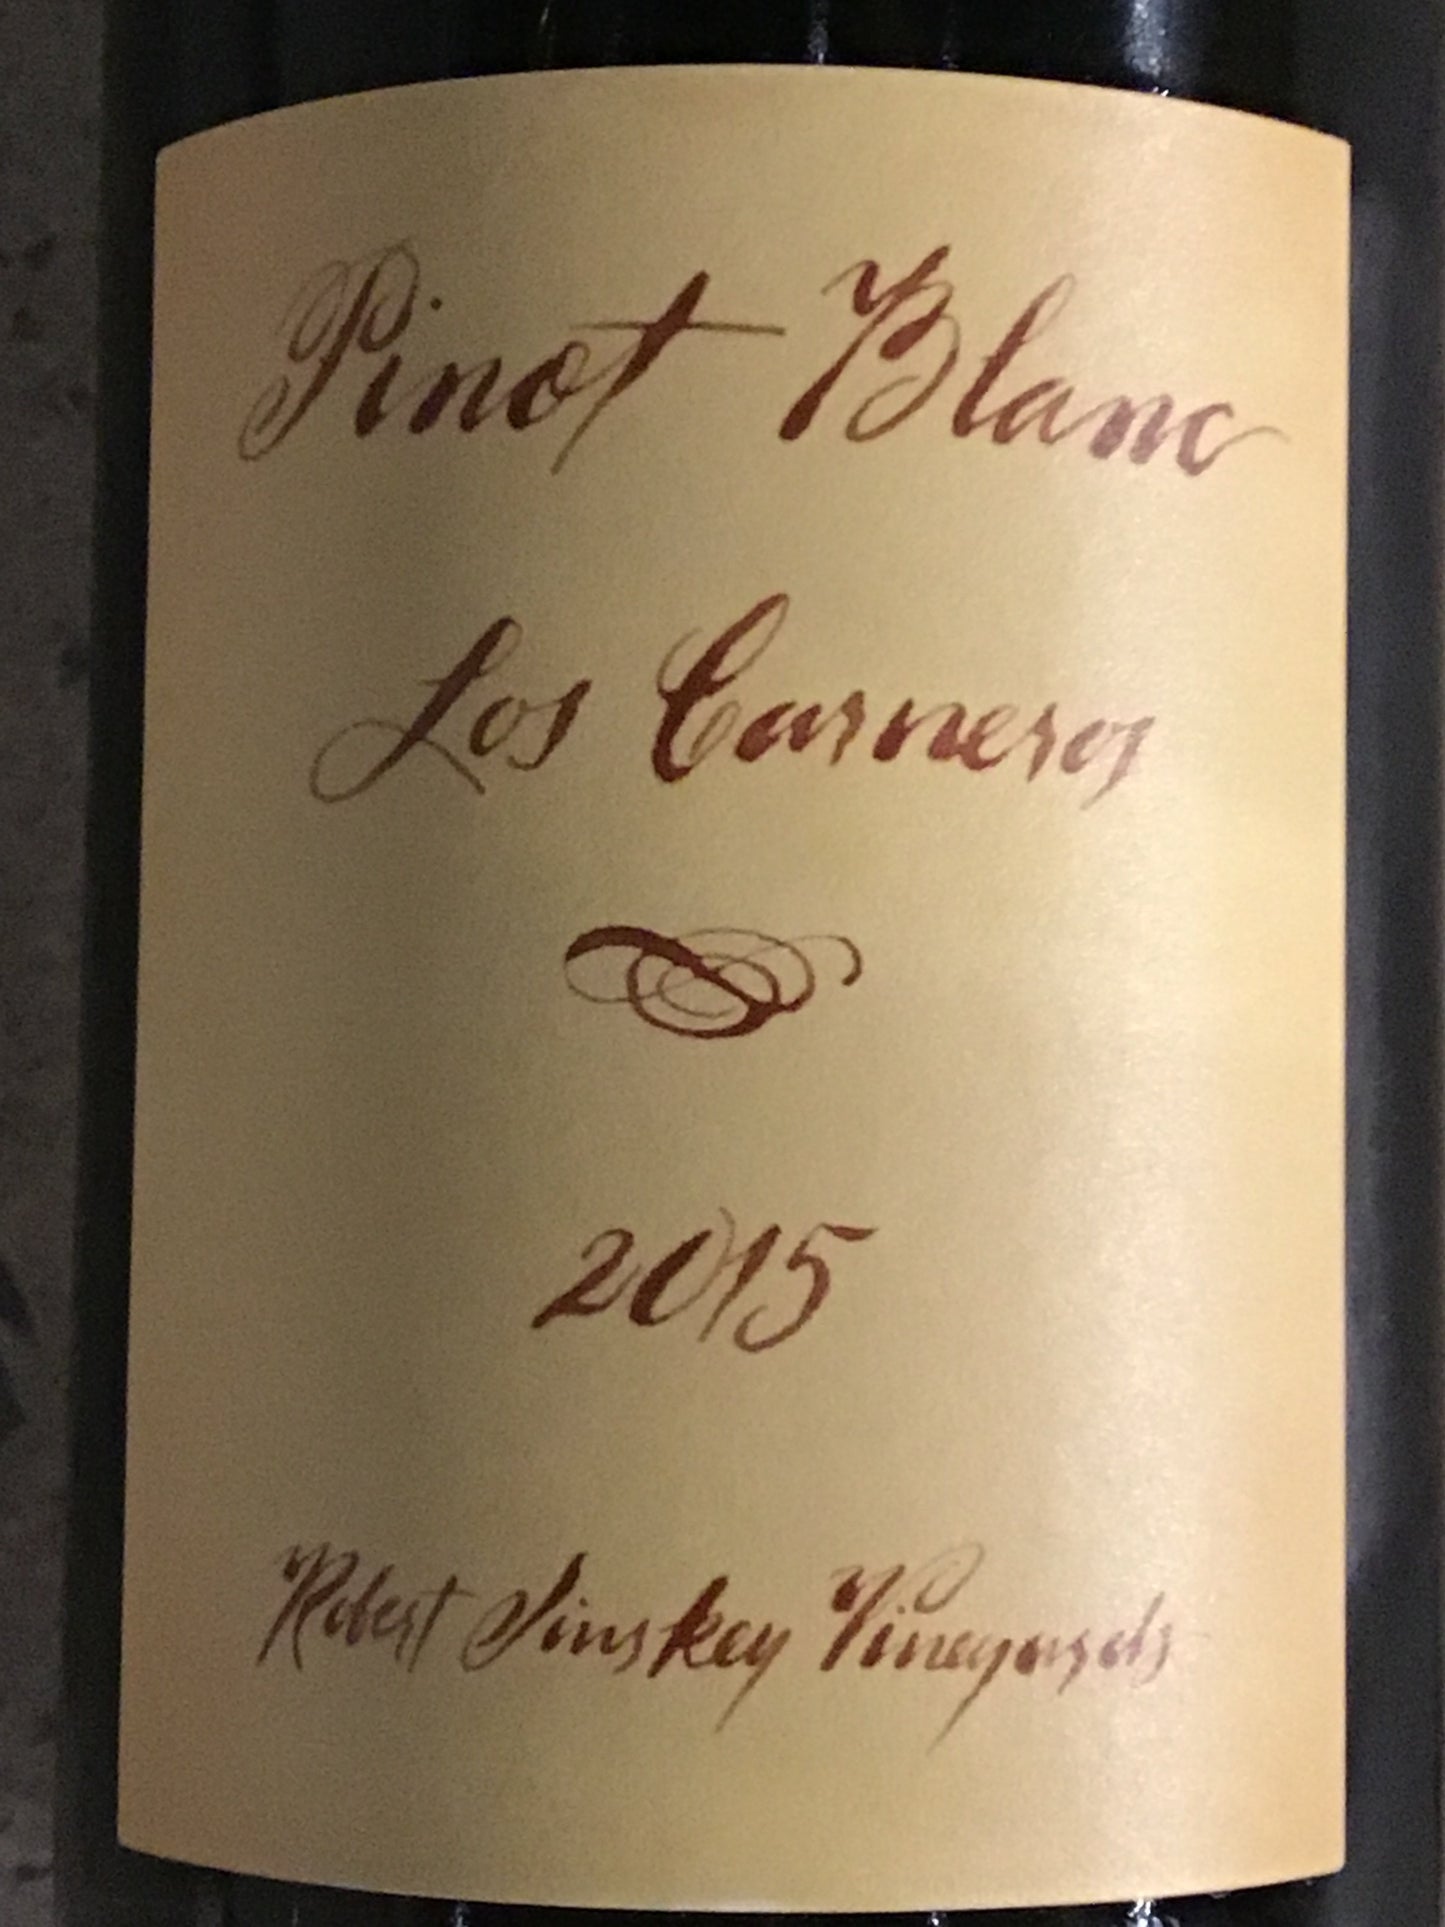 Pinot Blanc
Los Carneros
2015
Robert Sinskey Vineyards